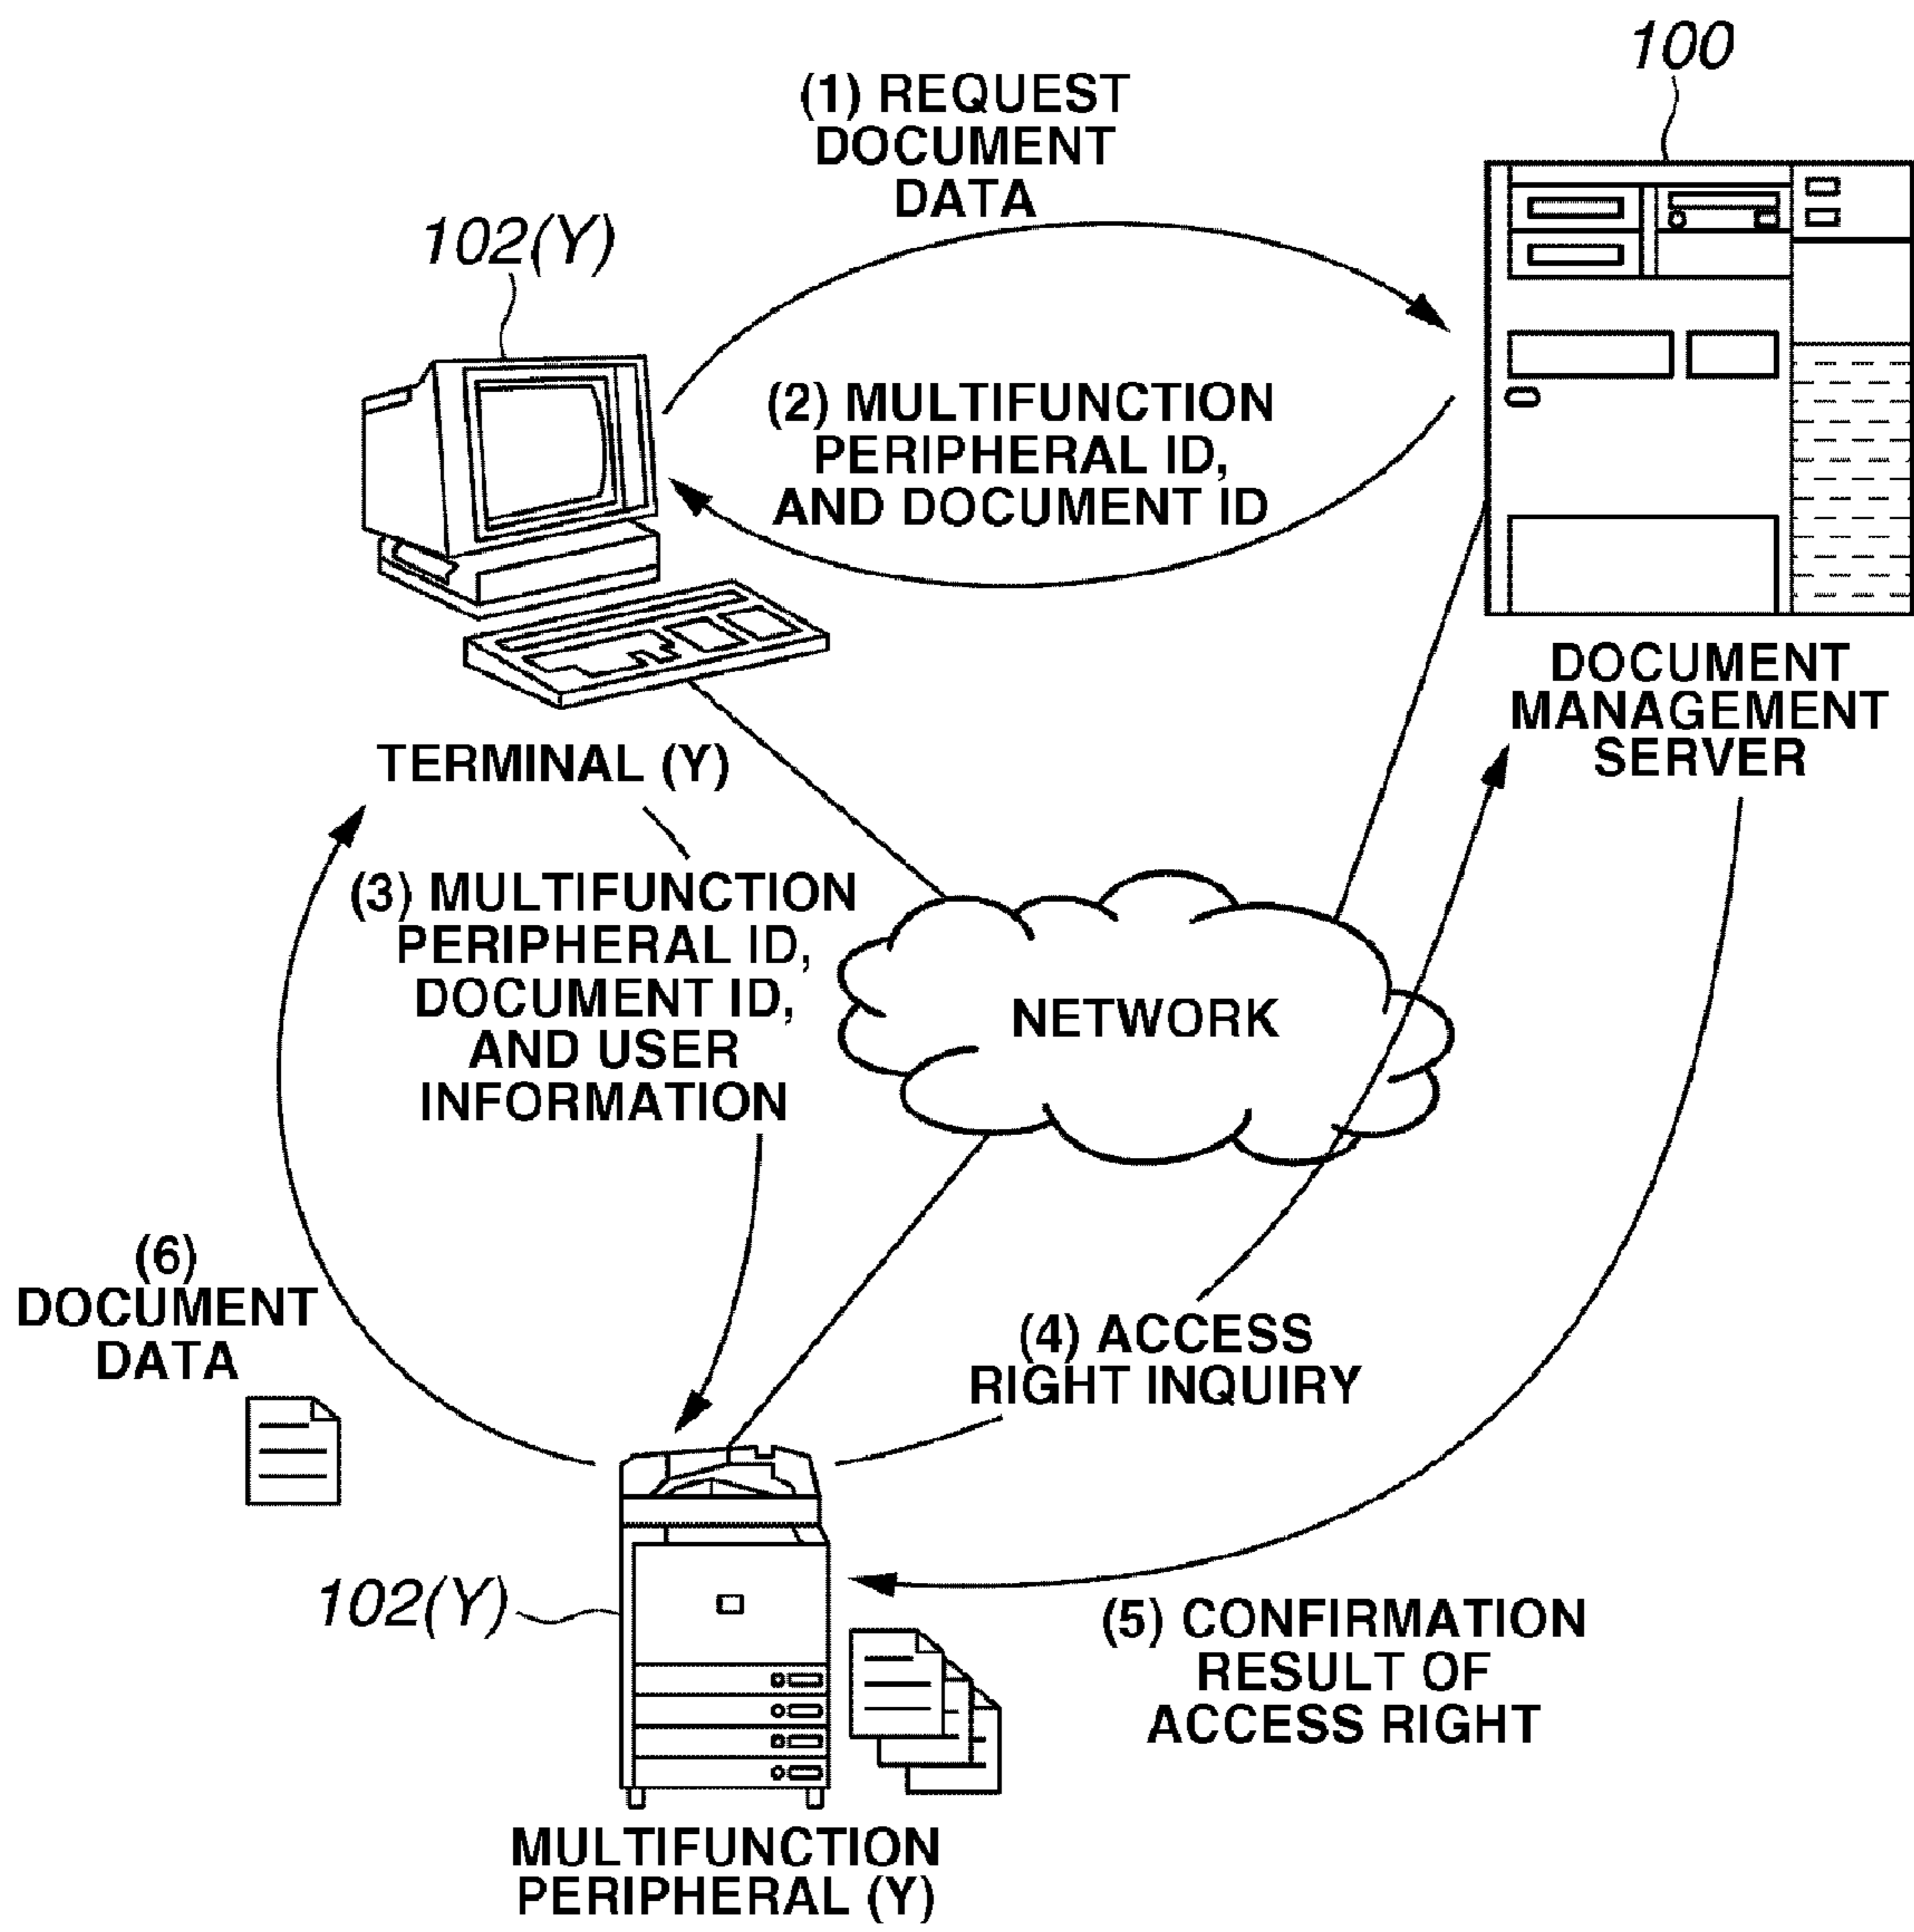 100
(1) REQUEST
DOCUMENT
DATA
102(Y)
(2) MULTIFUNCTION
PERIPHERAL ID,
AND DOCUMENT ID
DOCUMENT
MANAGEMENT
SERVER
TERMINAL (Y)
(3) MULTIFUNCTION
PERIPHERAL ID,
DOCUMENT ID,
AND USER
INFORMATION
NETWORK
(6)
DOCUMENT
DATA
(4) ACCESS
RIGHT INQUIRY
102(Y)
(5) CONFIRMATION
RESULT OF
ACCESS RIGHT
MULTIFUNCTION
PERIPHERAL (Y)